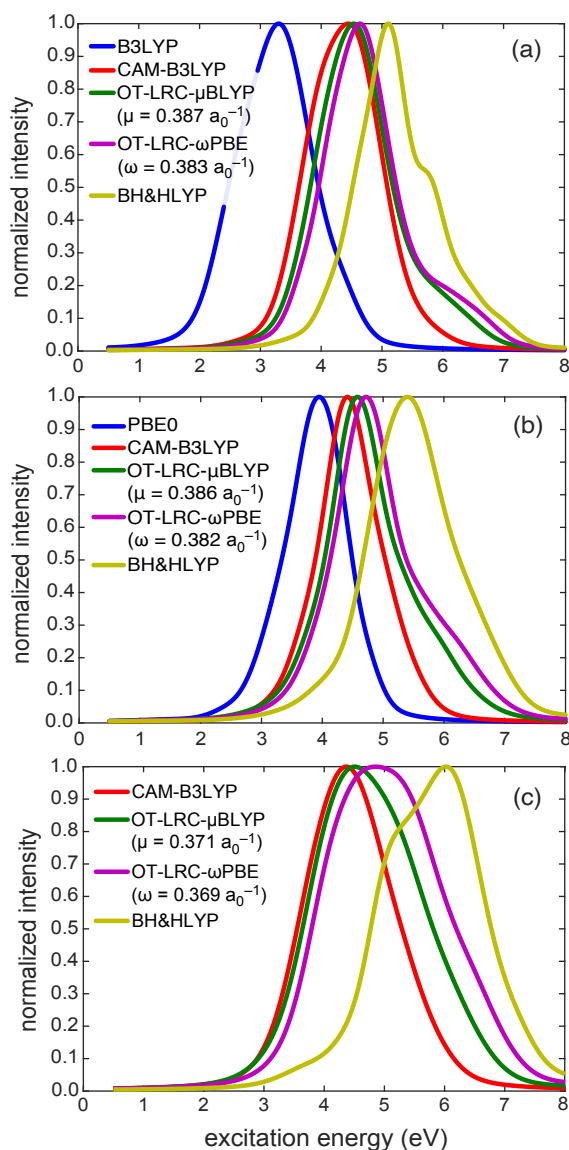 (a)
B3LYP
CAM-B3LYP
OT-LRC-μBLYP
(μ = 0.387 a₀⁻¹)
OT-LRC-ωPBE
(ω = 0.383 a₀⁻¹)
BH&HLYP
normalized intensity
1.0
0.9
0.8
0.7
0.6
0.5
0.4
0.3
0.2
0.1
0.0
0 1 2 3 4 5 6 7 8
(b)
PBE0
CAM-B3LYP
OT-LRC-μBLYP
(μ = 0.386 a₀⁻¹)
OT-LRC-ωPBE
(ω = 0.382 a₀⁻¹)
BH&HLYP
normalized intensity
1.0
0.9
0.8
0.7
0.6
0.5
0.4
0.3
0.2
0.1
0.0
0 1 2 3 4 5 6 7 8
(c)
CAM-B3LYP
OT-LRC-μBLYP
(μ = 0.371 a₀⁻¹)
OT-LRC-ωPBE
(ω = 0.369 a₀⁻¹)
BH&HLYP
normalized intensity
1.0
0.9
0.8
0.7
0.6
0.5
0.4
0.3
0.2
0.1
0.0
0 1 2 3 4 5 6 7 8
excitation energy (eV)